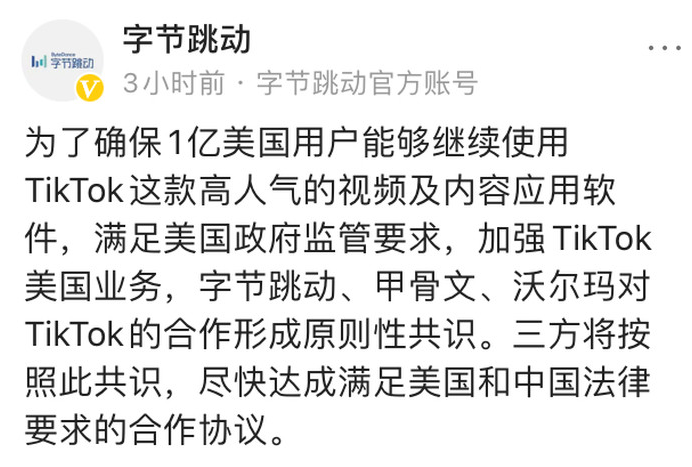 字节跳动
ByteDance
字节跳动
V
3小时前 · 字节跳动官方账号
为了确保1亿美国用户能够继续使用
TikTok这款高人气的视频及内容应用软
件，满足美国政府监管要求，加强TikTok
美国业务，字节跳动、甲骨文、沃尔玛对
TikTok的合作形成原则性共识。三方将按
照此共识，尽快达成满足美国和中国法律
要求的合作协议。